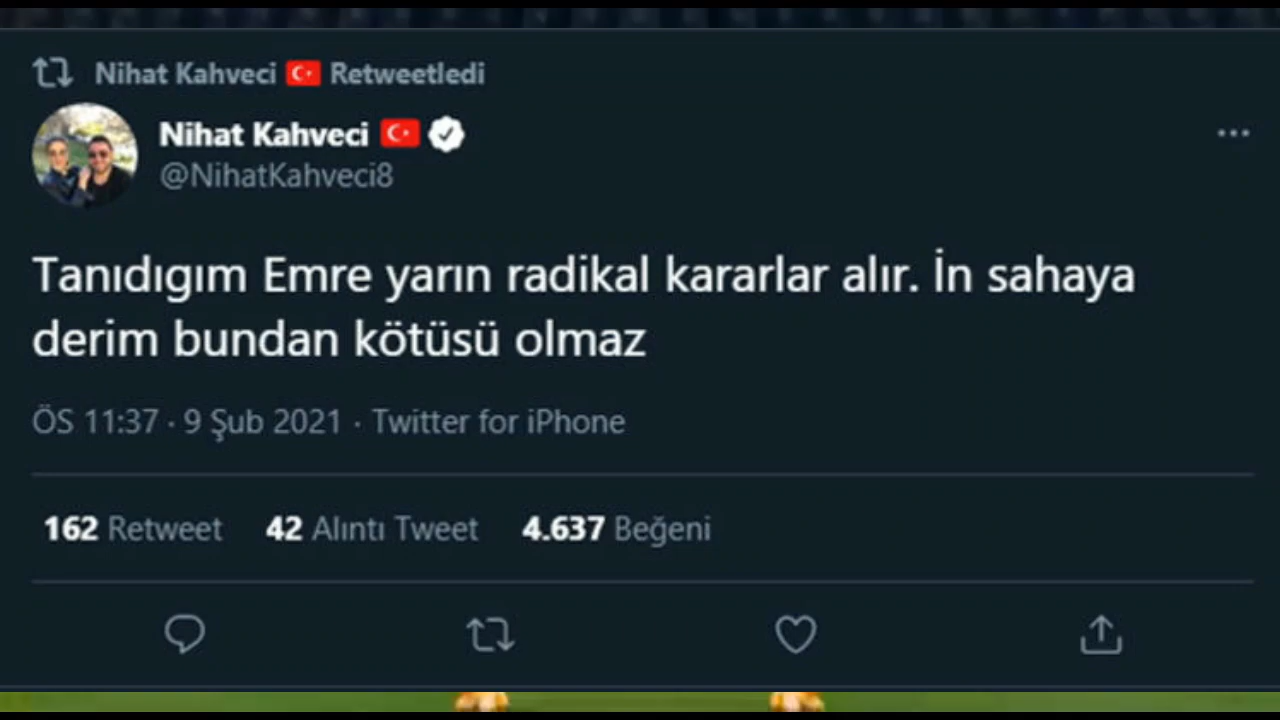 Nihat Kahveci 🇹🇷 Retweetledi
Nihat Kahveci 🇹🇷
@NihatKahveci8
Tanıdıgım Emre yarın radikal kararlar alır. İn sahaya
derim bundan kötüsü olmaz
ÖS 11:37 · 9 Şub 2021 · Twitter for iPhone
162 Retweet 42 Alıntı Tweet 4.637 Beğeni